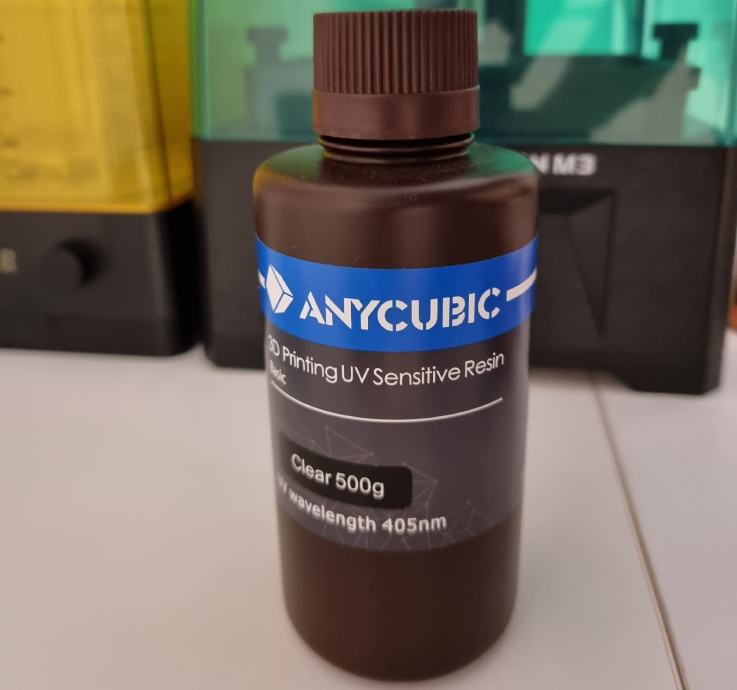 N M3
ANYCUBIC
3D Printing UV Sensitive Resin
Basic
Clear 500g
UV wavelength 405nm